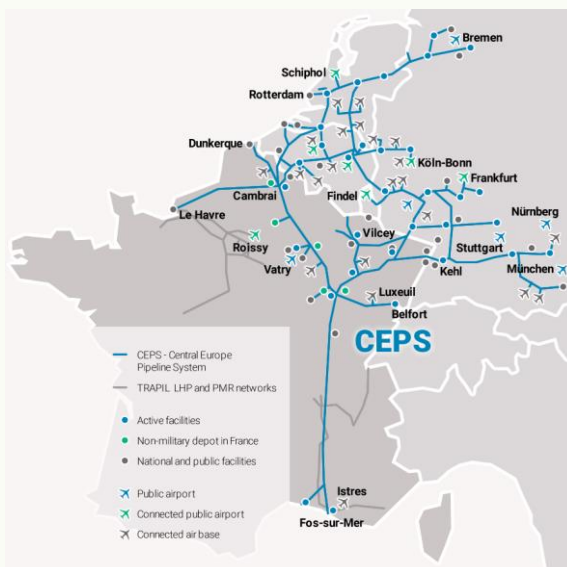 Bremen
Schiphol
Rotterdam
Dunkerque
Köln-Bonn
Cambrai
Findel
Frankfurt
Le Havre
Nürnberg
Roissy
Vilcey
Stuttgart
Vatry
Kehl
München
Luxeuil
Belfort
CEPS
CEPS - Central Europe
Pipeline System
TRAPIL LHP and PMR networks
Active facilities
Non-military depot in France
National and public facilities
Public airport
Connected public airport
Connected air base
Istres
Fos-sur-Mer